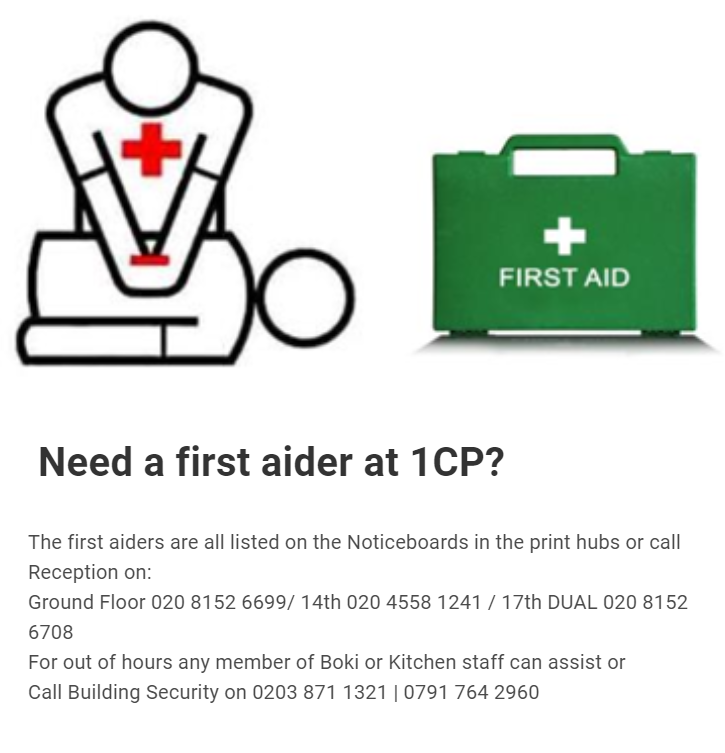 FIRST AID
Need a first aider at 1CP?
The first aiders are all listed on the Noticeboards in the print hubs or call
Reception on:
Ground Floor 020 8152 6699/ 14th 020 4558 1241 / 17th DUAL 020 8152
6708
For out of hours any member of Boki or Kitchen staff can assist or
Call Building Security on 0203 871 1321 | 0791 764 2960